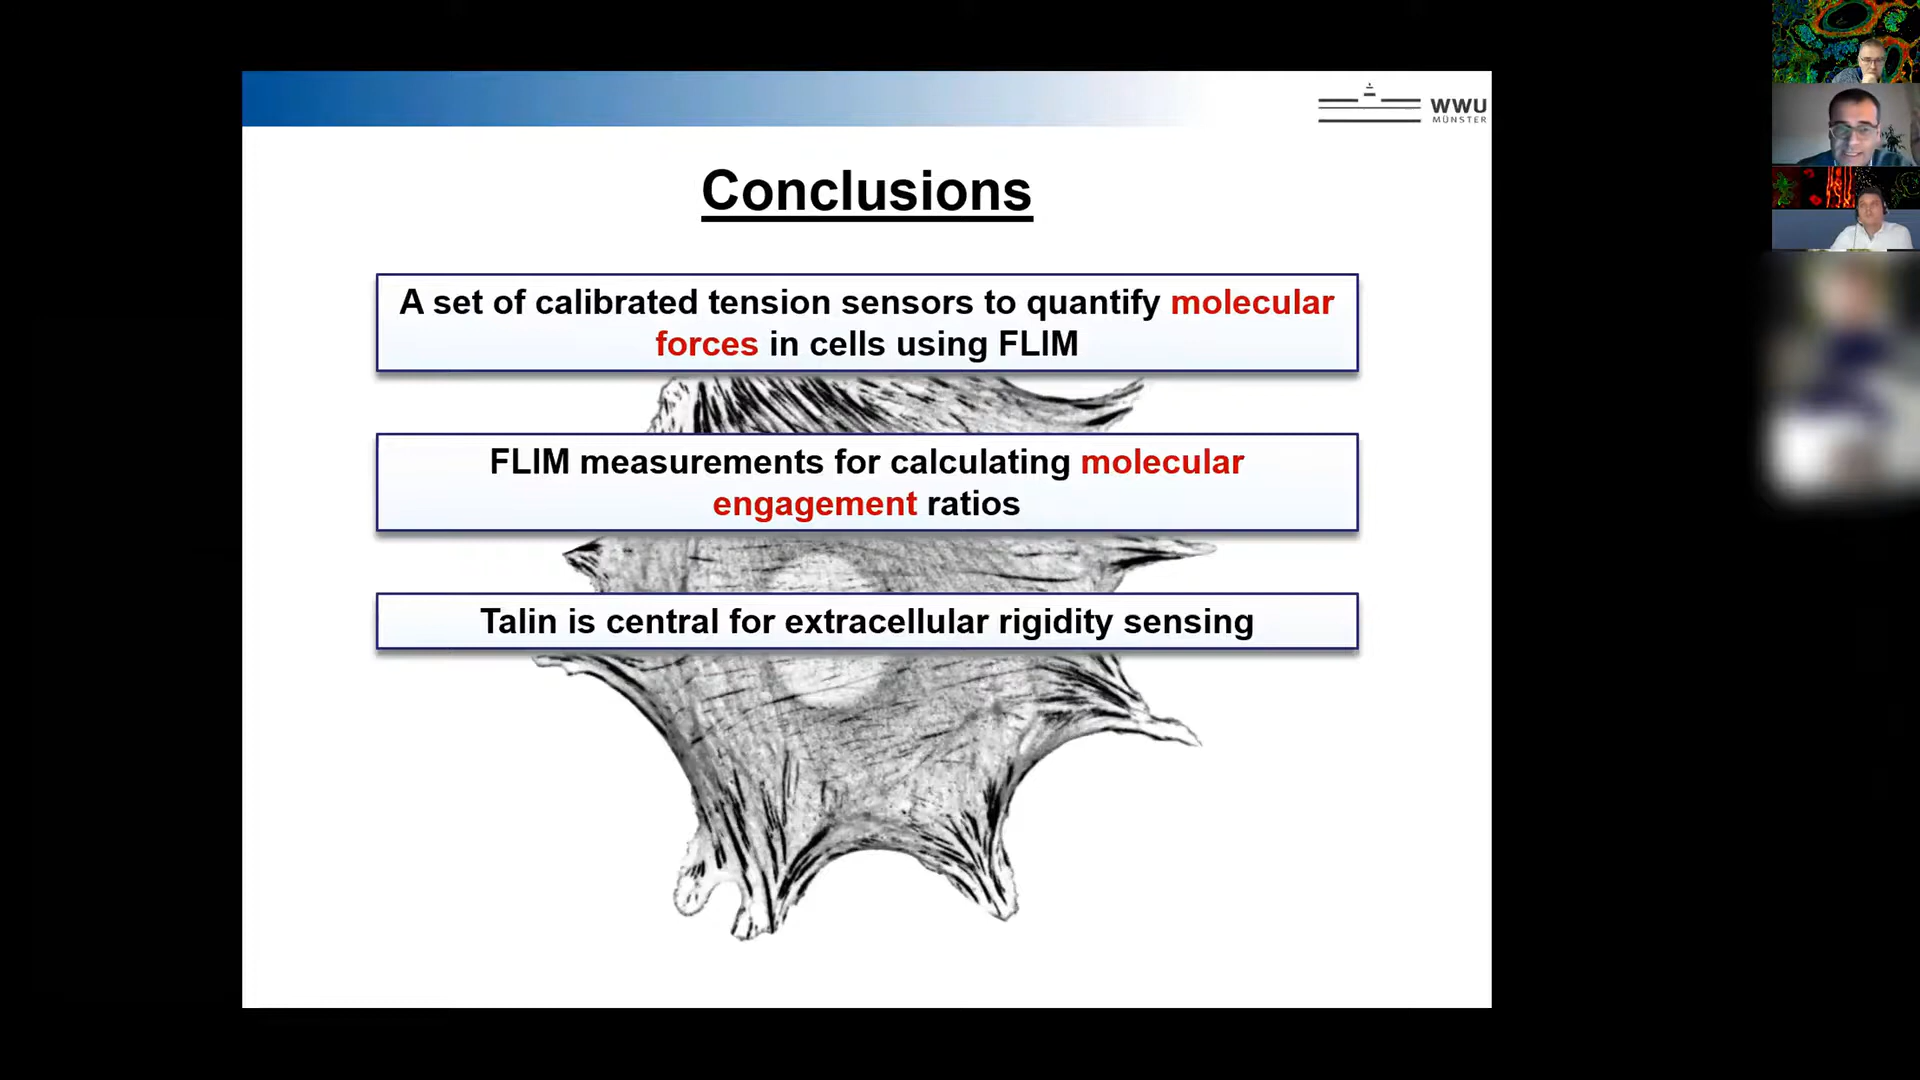 WWU
MÜNSTER
Conclusions
A set of calibrated tension sensors to quantify molecular
forces in cells using FLIM
FLIM measurements for calculating molecular
engagement ratios
Talin is central for extracellular rigidity sensing